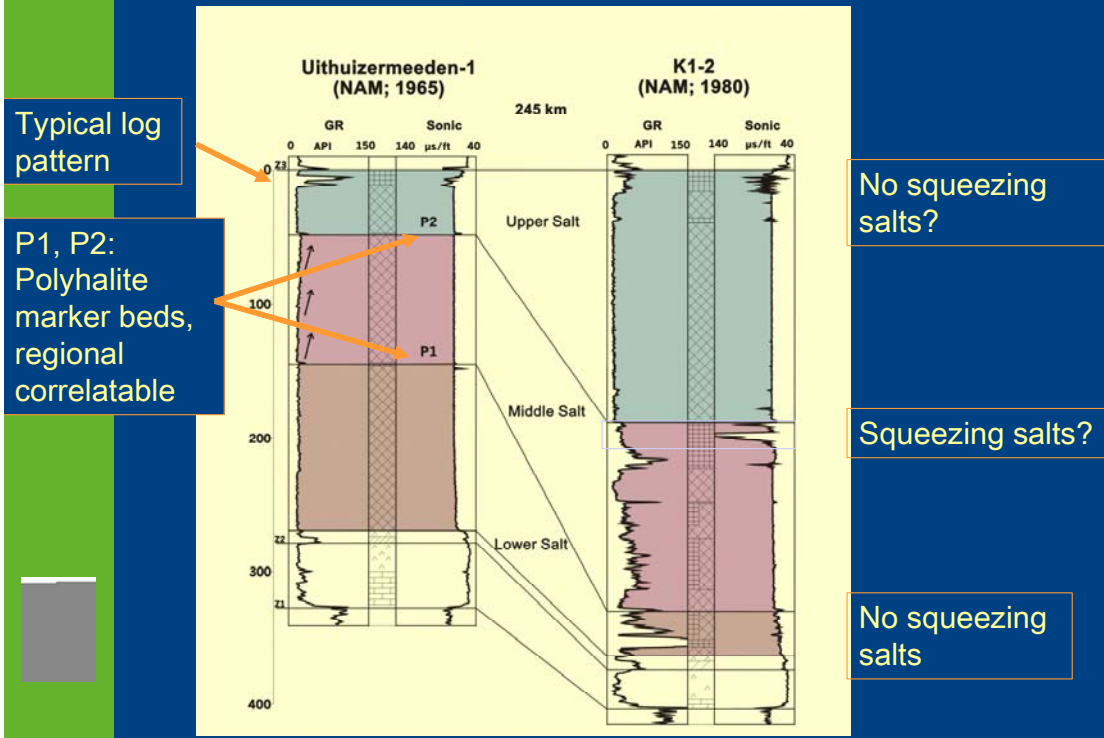 Uithuizermeeden-1
(NAM; 1965)
K1-2
(NAM; 1980)
245 km
GR
Sonic
0 API 150 140 µs/ft 40
GR
Sonic
0 API 150 140 µs/ft 40
Typical log
pattern
P1, P2:
Polyhalite
marker beds,
regional
correlatable
0
100
200
300
400
Z3
Z2
Z1
P2
P1
Upper Salt
Middle Salt
Lower Salt
No squeezing
salts?
Squeezing salts?
No squeezing
salts